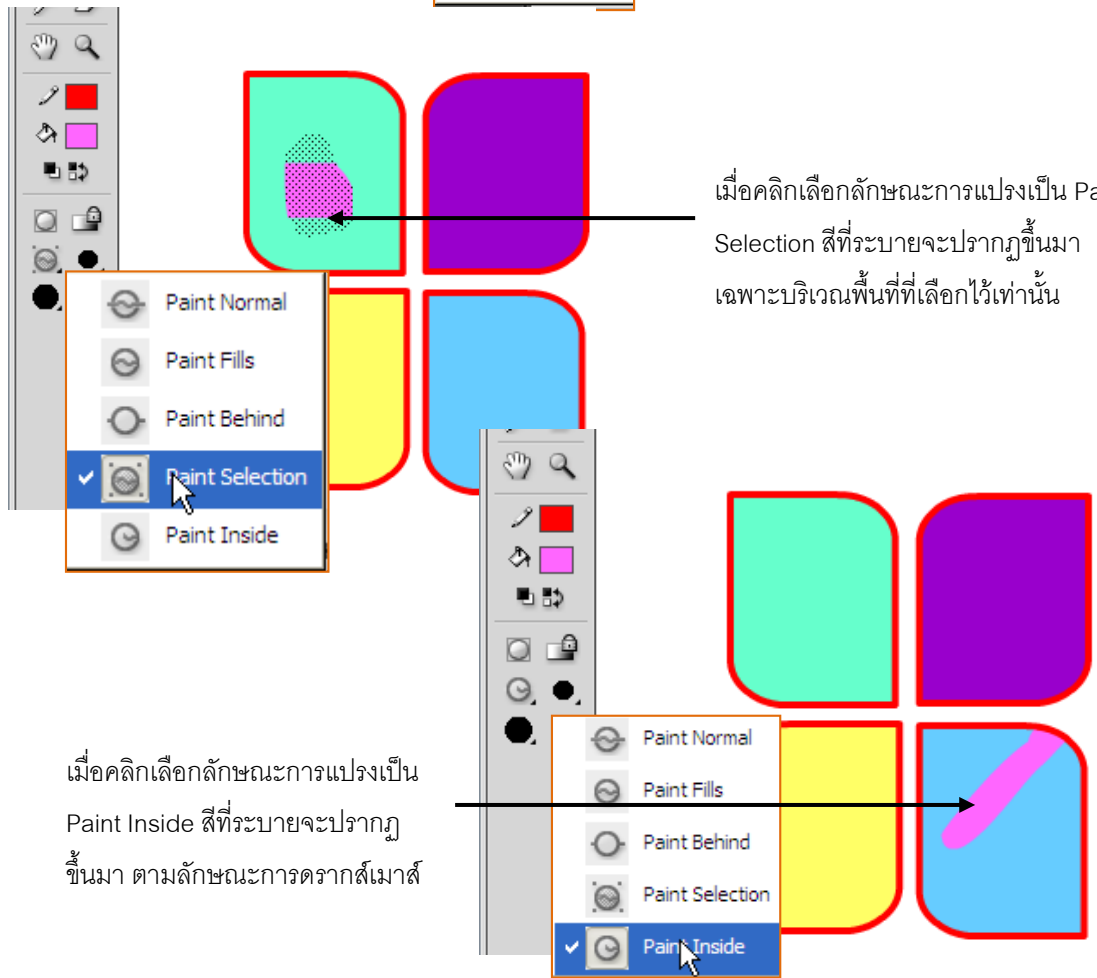 เมื่อคลิกเลือกลักษณะการแปรงเป็น
Selection สีที่ระบายจะปรากฏขึ้นมา
เฉพาะบริเวณพื้นที่ที่เลือกไว้เท่านั้น
Paint Normal
Paint Fills
Paint Behind
Paint Selection
Paint Inside
เมื่อคลิกเลือกลักษณะการแปรงเป็น
Paint Inside สีที่ระบายจะปรากฏ
ขึ้นมา ตามลักษณะการดรากส์เมาส์
Paint Normal
Paint Fills
Paint Behind
Paint Selection
Paint Inside